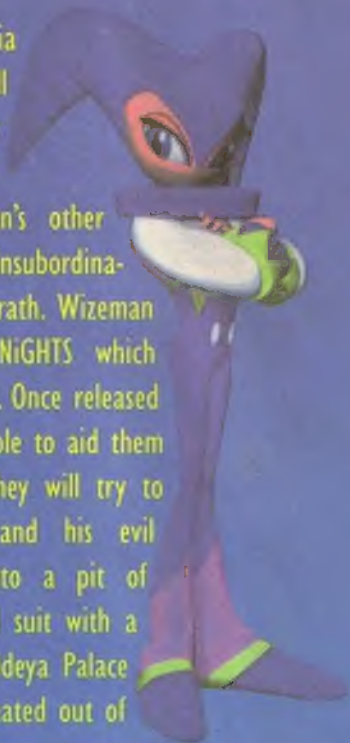 ia
l
n's other
nsubordina-
rath. Wizeman
NiGHTS which
. Once released
ble to aid them
hey will try to
and his evil
to a pit of
suit with a
deya Palace
ated out of